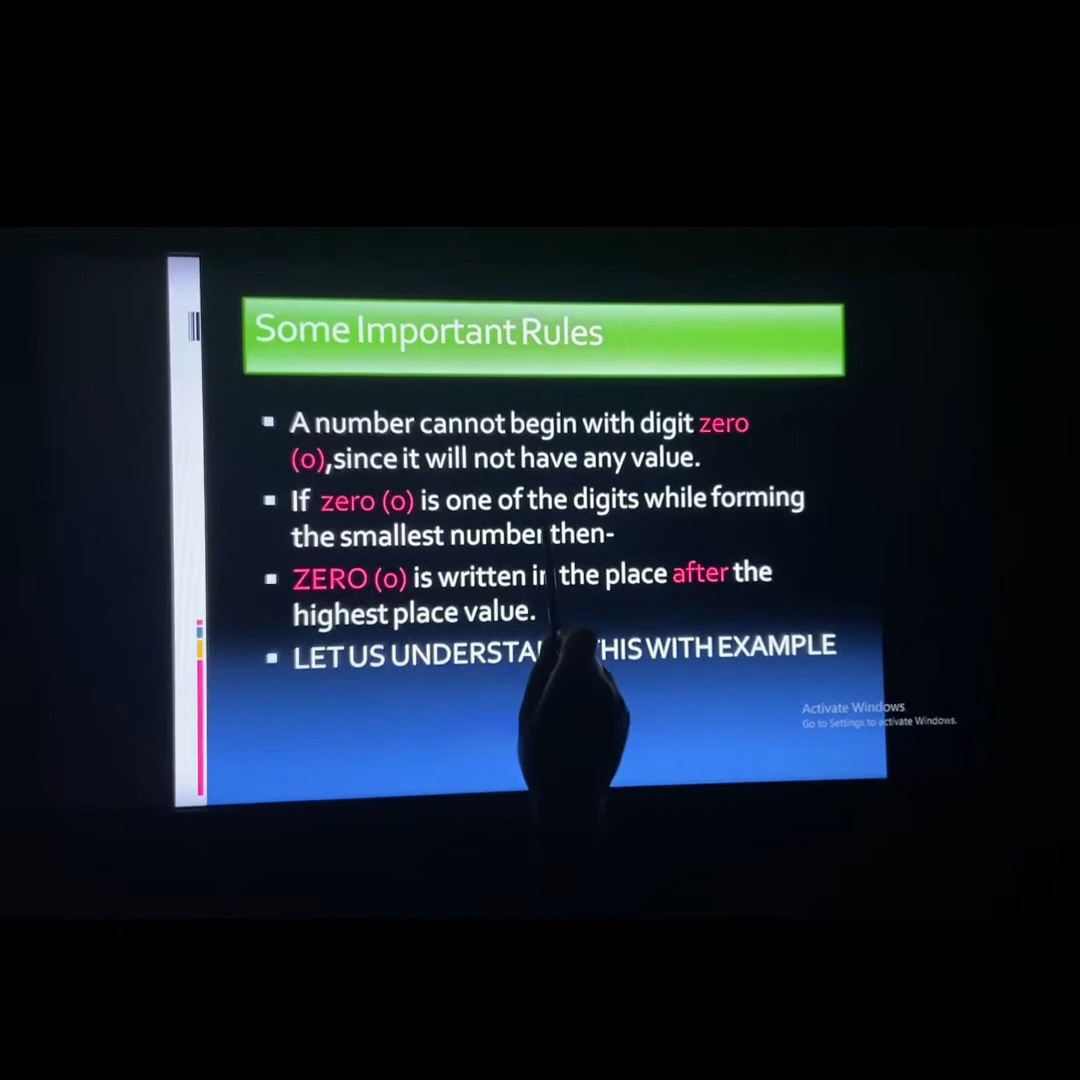 Some Important Rules
A number cannot begin with digit zero
(o),since it will not have any value.
If zero (o) is one of the digits while forming
the smallest number then-
ZERO (o) is written in the place after the
highest place value.
LET US UNDERSTA THIS WITH EXAMPLE
Activate Windows
Go to Settings to activate Windows.